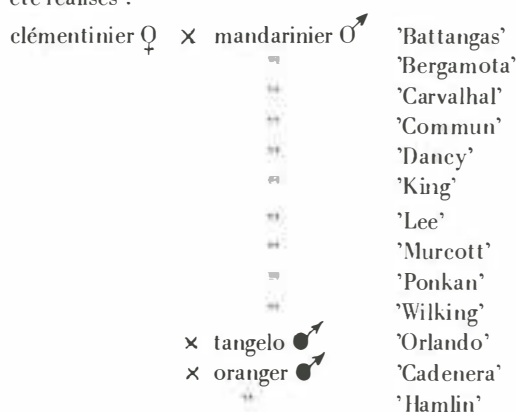 été réalisés :
clémentinier ♀ × mandarinier ♂ 'Battangas'
" 'Bergamota'
" 'Carvalhal'
" 'Commun'
" 'Dancy'
" 'King'
" 'Lee'
" 'Murcott'
" 'Ponkan'
" 'Wilking'
× tangelo ♂ 'Orlando'
× oranger ♂ 'Cadenera'
" 'Hamlin'